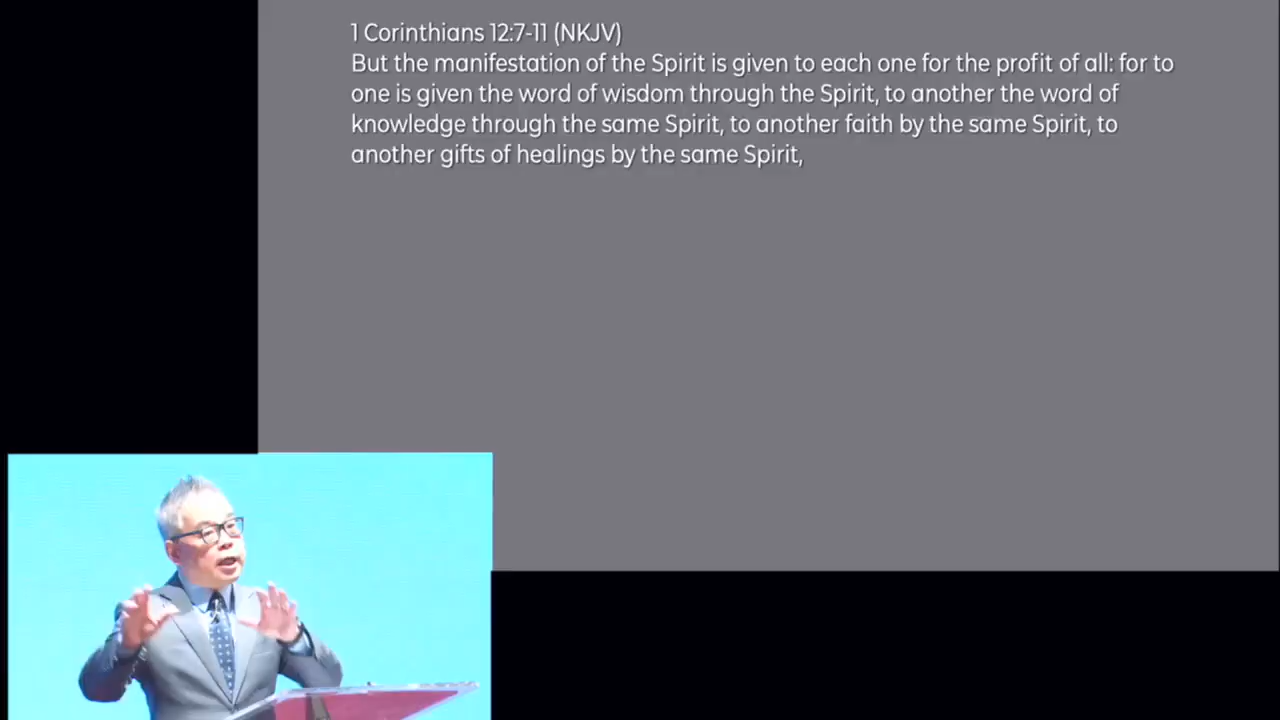 1 Corinthians 12:7-11 (NKJV)
But the manifestation of the Spirit is given to each one for the profit of all: for to
one is given the word of wisdom through the Spirit, to another the word of
knowledge through the same Spirit, to another faith by the same Spirit, to
another gifts of healings by the same Spirit,